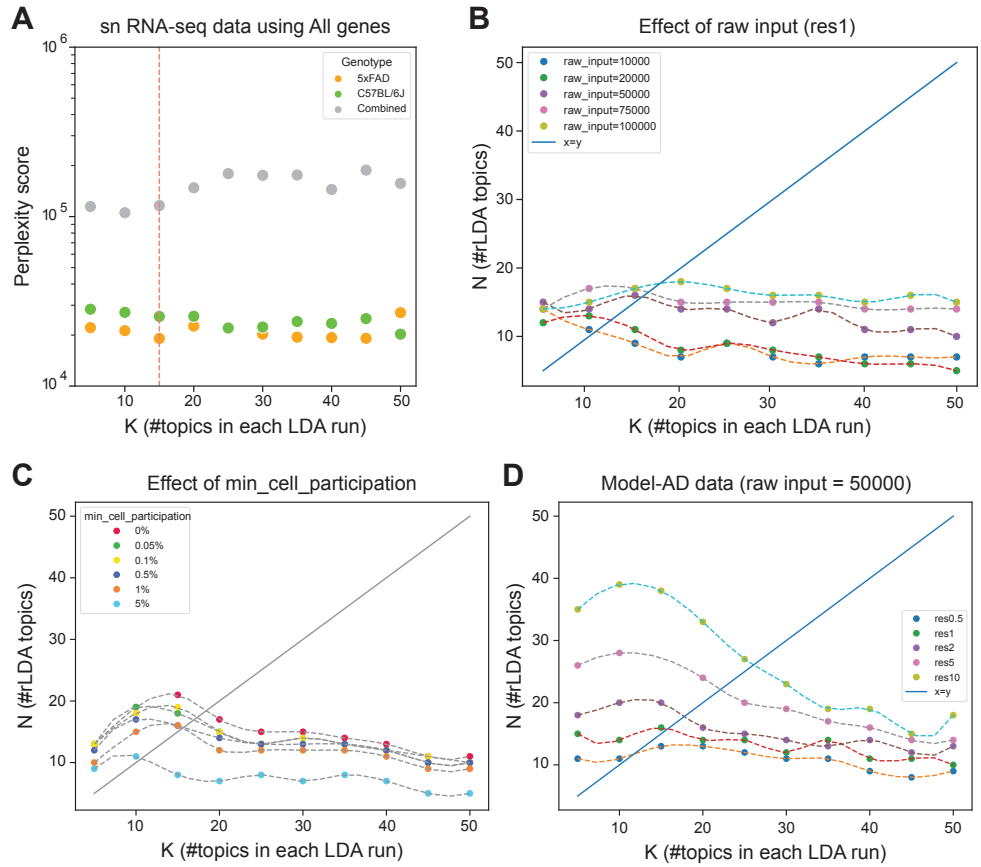 A
sn RNA-seq data using All genes
10^6
10^5
10^4
Perplexity score
Genotype
5xFAD
C57BL/6J
Combined
10 20 30 40 50
K (#topics in each LDA run)
B
Effect of raw input (res1)
50
40
30
20
10
N (#rLDA topics)
raw_input=10000
raw_input=20000
raw_input=50000
raw_input=75000
raw_input=100000
x=y
10 20 30 40 50
K (#topics in each LDA run)
C
Effect of min_cell_participation
50
40
30
20
10
N (#rLDA topics)
min_cell_participation
0%
0.05%
0.1%
0.5%
1%
5%
10 20 30 40 50
K (#topics in each LDA run)
D
Model-AD data (raw input = 50000)
50
40
30
20
10
N (#rLDA topics)
res0.5
res1
res2
res5
res10
x=y
10 20 30 40 50
K (#topics in each LDA run)